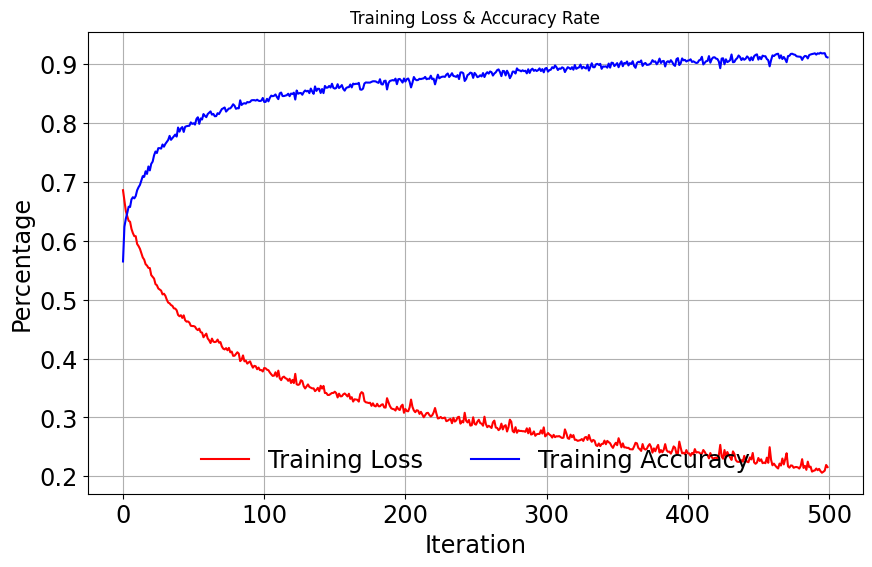 Training Loss & Accuracy Rate
Percentage
0.9
0.8
0.7
0.6
0.5
0.4
0.3
0.2
Training Loss Training Accuracy
0 100 200 300 400 500
Iteration